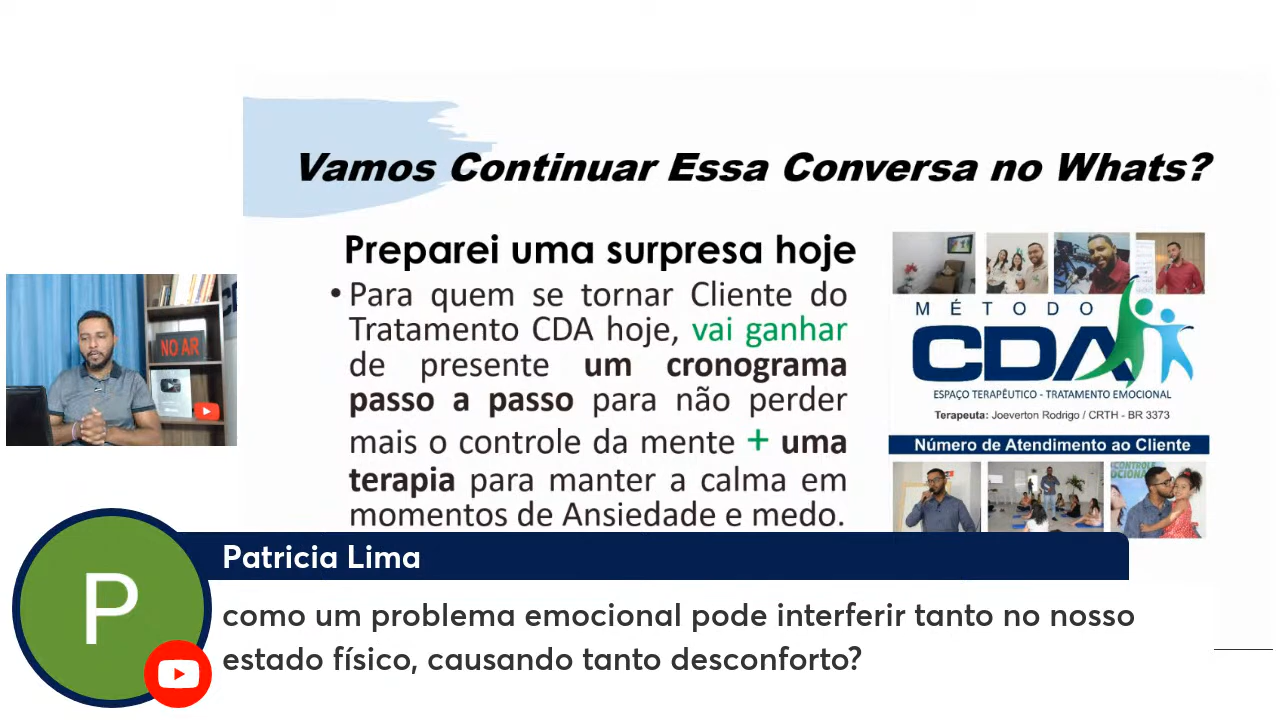 Vamos Continuar Essa Conversa no Whats?
Preparei uma surpresa hoje
• Para quem se tornar Cliente do
Tratamento CDA hoje, vai ganhar
de presente um cronograma
passo a passo para não perder
mais o controle da mente + uma
terapia para manter a calma em
momentos de Ansiedade e medo.
MÉTODO
CDA
ESPAÇO TERAPÊUTICO - TRATAMENTO EMOCIONAL
Terapeuta: Joeverton Rodrigo / CRTH - BR 3373
Número de Atendimento ao Cliente
NO AR
P
Patricia Lima
como um problema emocional pode interferir tanto no nosso
estado físico, causando tanto desconforto?